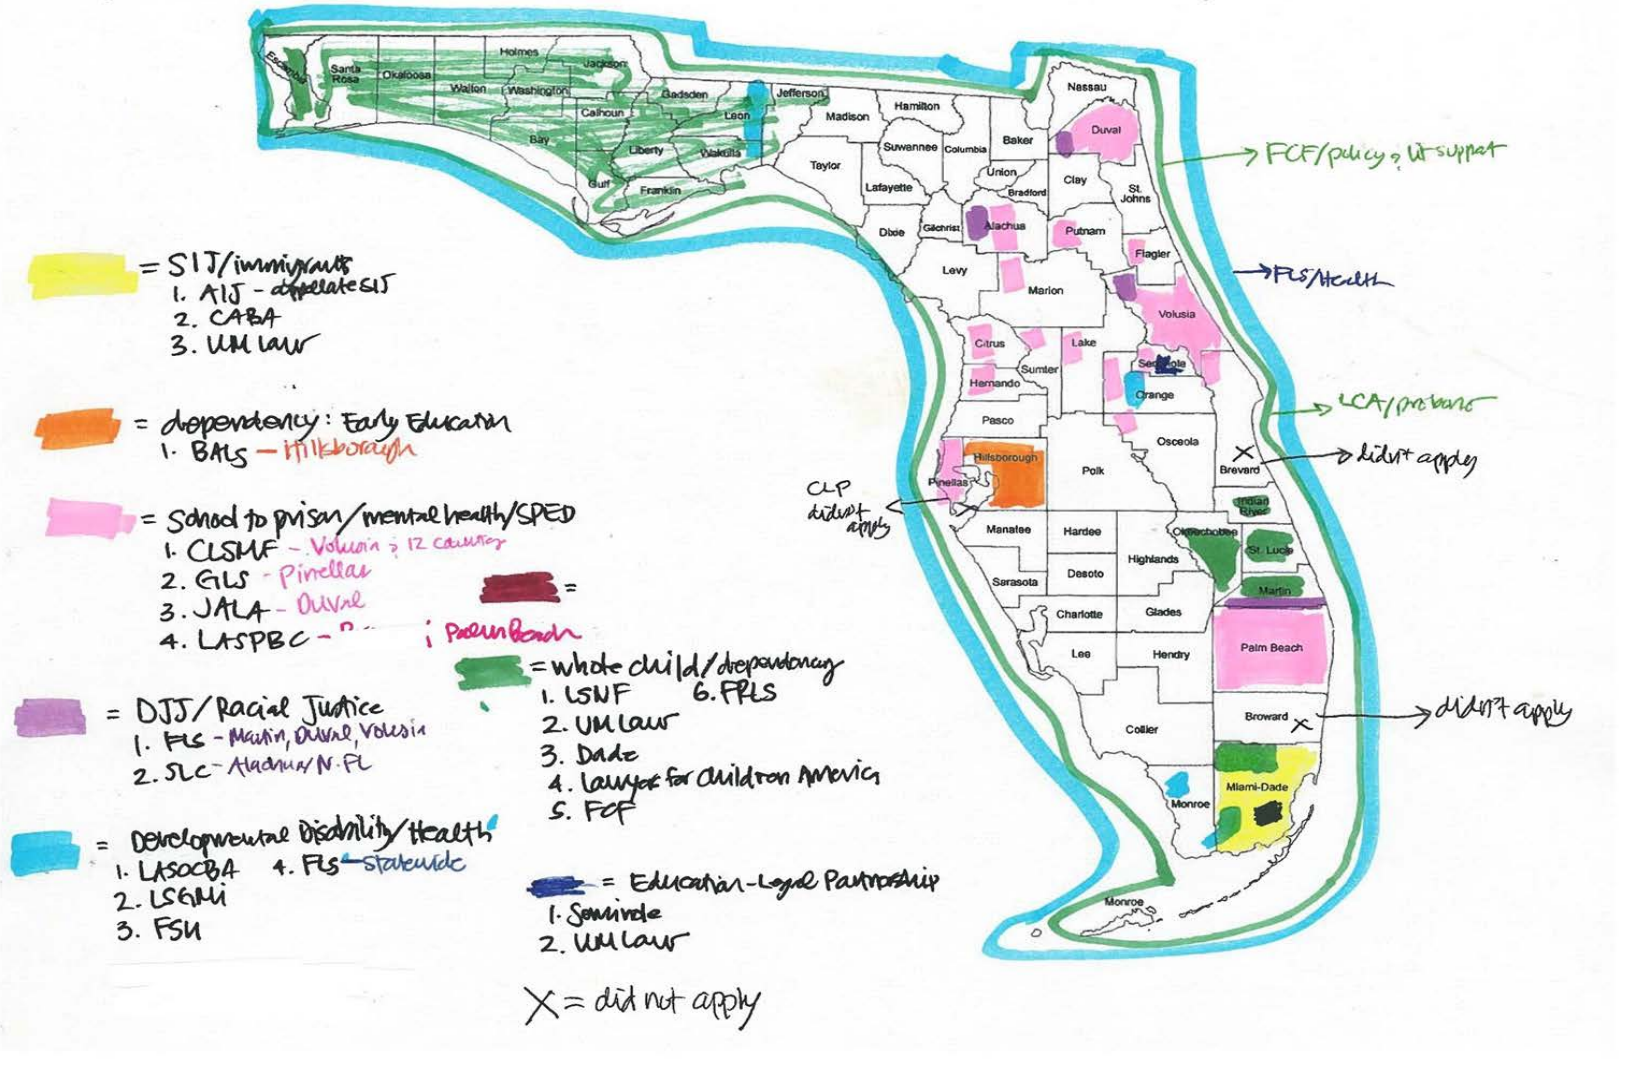 Escambia
Santa
Rosa
Okaloosa
Walton
Holmes
Washington
Jackson
Bay
Calhoun
Gulf
Liberty
Gadsden
Franklin
Leon
Wakulla
Jefferson
Madison
Taylor
Hamilton
Suwannee
Lafayette
Columbia
Baker
Union
Bradford
Nassau
Duval
Clay
St.
Johns
Dixie
Gilchrist
Alachua
Putnam
Flagler
Levy
Marion
Volusia
Citrus
Sumter
Lake
Hernando
Seminole
Orange
Pasco
Osceola
Brevard
Pinellas
Hillsborough
Polk
Indian
River
Manatee
Hardee
Highlands
Okeechobee
St. Lucie
Sarasota
Desoto
Martin
Charlotte
Glades
Lee
Hendry
Palm Beach
Collier
Broward
Monroe
Miami-Dade
Monroe
→ FCF/policy & lit support
→ FLS/Health
→ LCA/
X → didn't apply
CLP
didn't
apply
X → didn't apply
= SIJ/immigrants
1. AIJ - appellate SIJ
2. CABA
3. UM Law
= dependency: Early Education
1. BALS - Hillsborough
= School to prison/mental health/SPED
1. CLSMF - Volusia & 12 counties
2. GLS - Pinellas
3. JALA - Duval
4. LASPBC - Palm Beach
=
= DJJ/Racial Justice
1. FLS - Martin, Duval, Volusia
2. SLC - Alachua/N. FL
= Developmental Disability/Health
1. LASOCBA 4. FLS - Statewide
2. LSGMI
3. FSU
= whole child/dependency
1. LSNF 6. FRLS
2. UM Law
3. Dade
4. Lawyers for Children America
5. FCF
= Education-Legal Partnership
1. Seminole
2. UM Law
X = did not apply